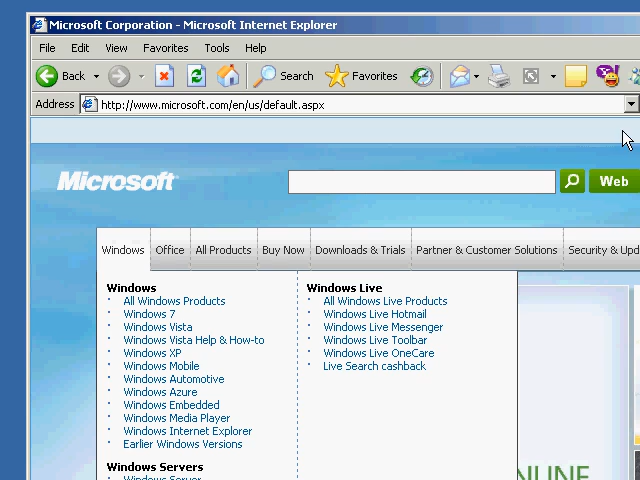 Microsoft Corporation - Microsoft Internet Explorer
File Edit View Favorites Tools Help
Back Search Favorites
Address http://www.microsoft.com/en/us/default.aspx
Microsoft Web
Windows Office All Products Buy Now Downloads & Trials Partner & Customer Solutions Security & Upd
Windows
All Windows Products
Windows 7
Windows Vista
Windows Vista Help & How-to
Windows XP
Windows Mobile
Windows Automotive
Windows Azure
Windows Embedded
Windows Media Player
Windows Internet Explorer
Earlier Windows Versions
Windows Servers
Windows Server
Windows Live
All Windows Live Products
Windows Live Hotmail
Windows Live Messenger
Windows Live Toolbar
Windows Live OneCare
Live Search cashback
NLINE